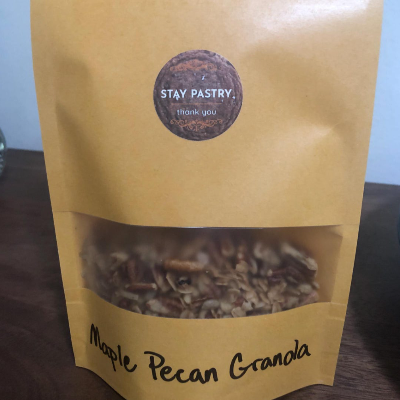 STAY PASTRY.
thank you
Maple Pecan Granola